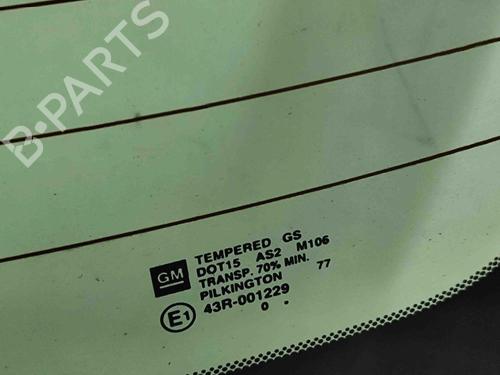 B-PARTS
GM
TEMPERED GS
DOT15 AS2 M106
TRANSP. 70% MIN.
PILKINGTON 77
E1 43R-001229
0 .